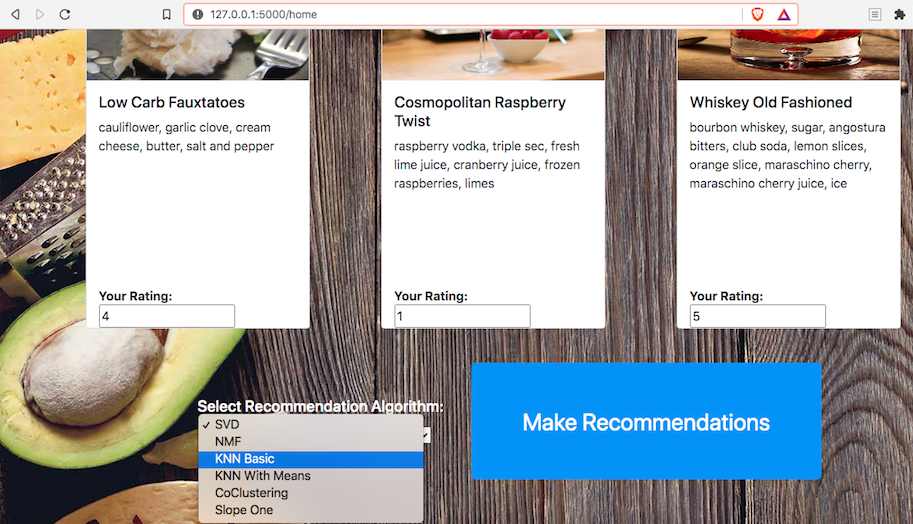 127.0.0.1:5000/home
Low Carb Fauxtatoes
cauliflower, garlic clove, cream
cheese, butter, salt and pepper
Your Rating:
4
Cosmopolitan Raspberry
Twist
raspberry vodka, triple sec, fresh
lime juice, cranberry juice, frozen
raspberries, limes
Your Rating:
1
Whiskey Old Fashioned
bourbon whiskey, sugar, angostura
bitters, club soda, lemon slices,
orange slice, maraschino cherry,
maraschino cherry juice, ice
Your Rating:
5
Select Recommendation Algorithm:
✓ SVD
NMF
KNN Basic
KNN With Means
CoClustering
Slope One
Make Recommendations